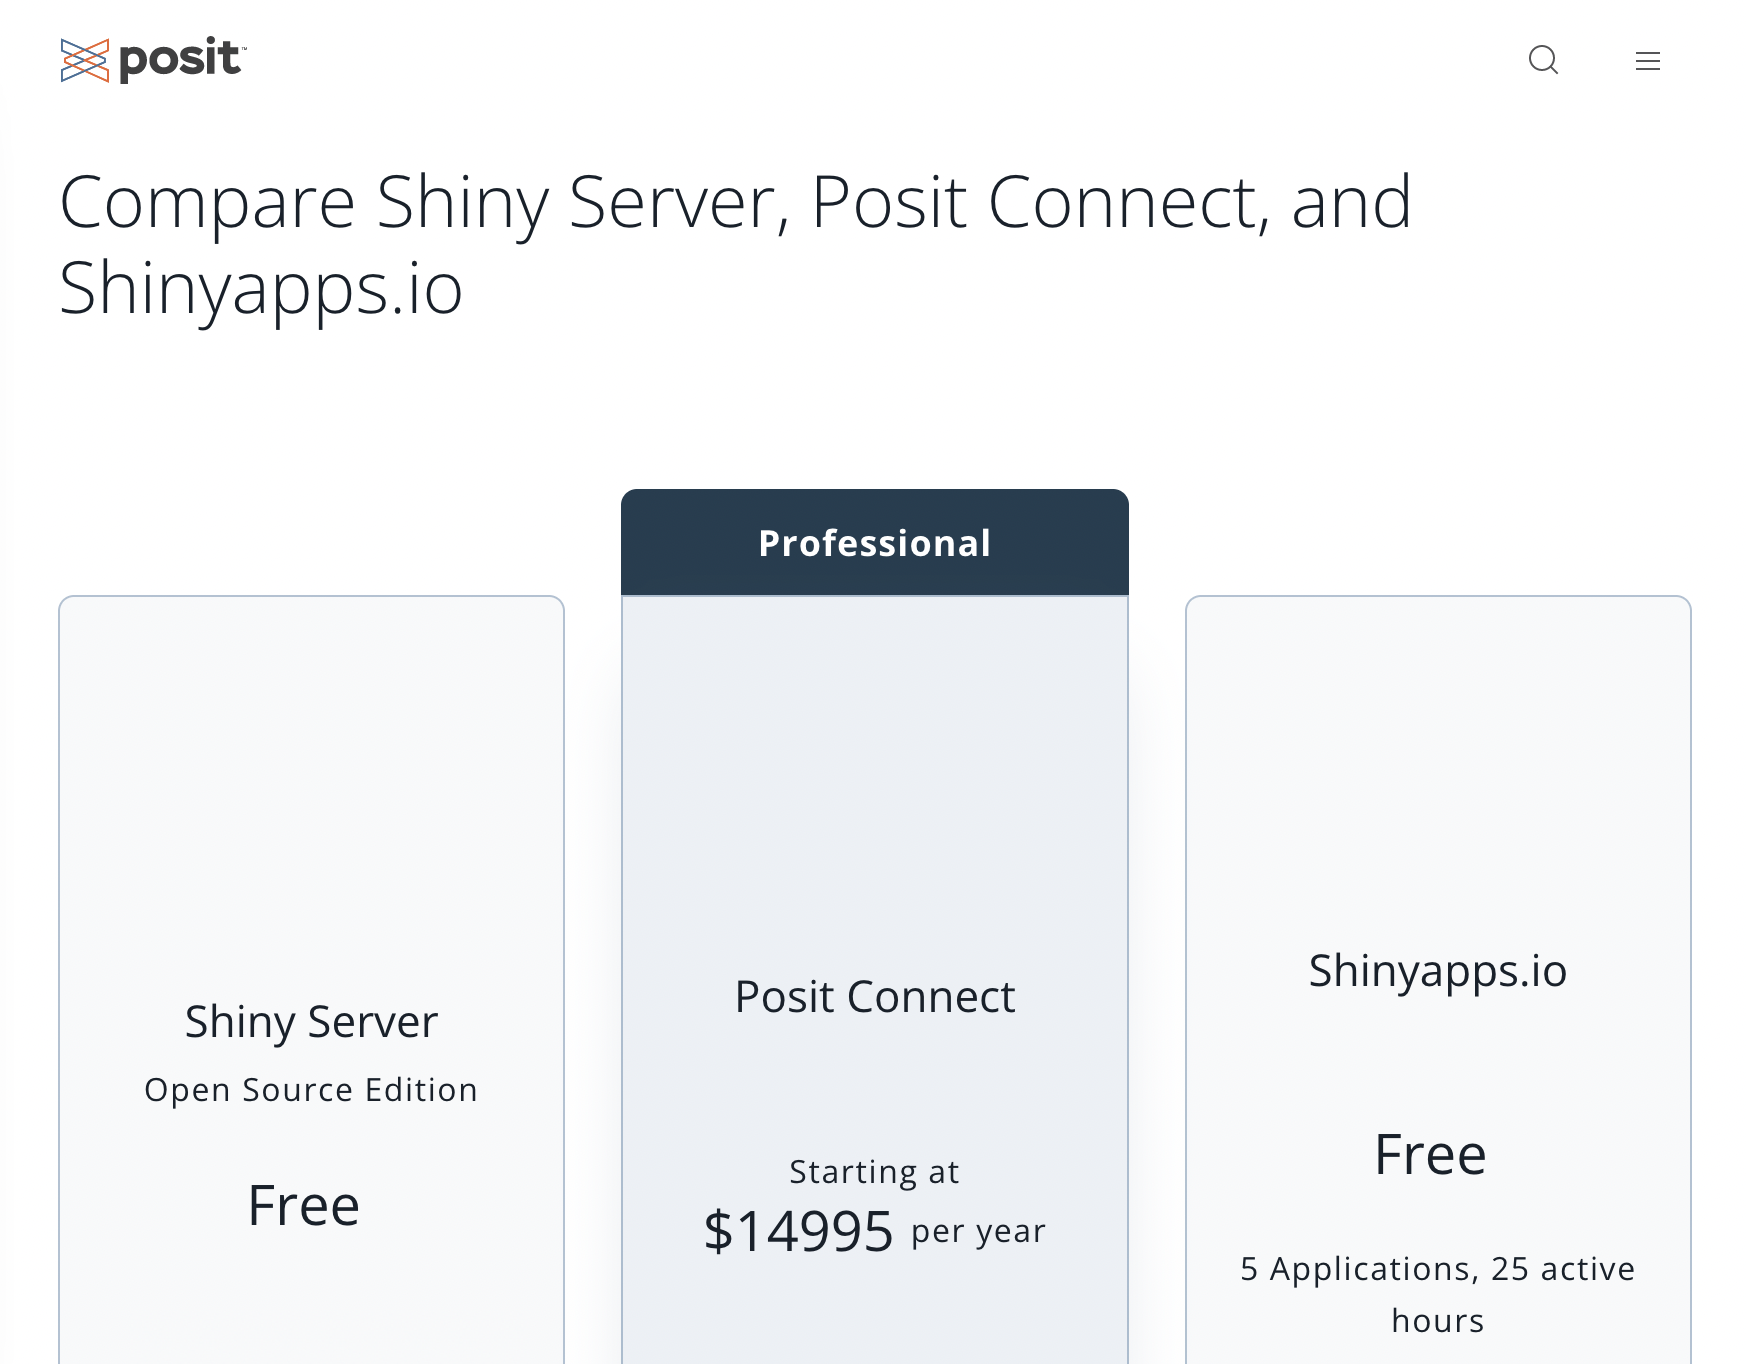 posit™
Compare Shiny Server, Posit Connect, and
Shinyapps.io
Shiny Server
Open Source Edition
Free
Professional
Posit Connect
Starting at
$14995 per year
Shinyapps.io
Free
5 Applications, 25 active
hours